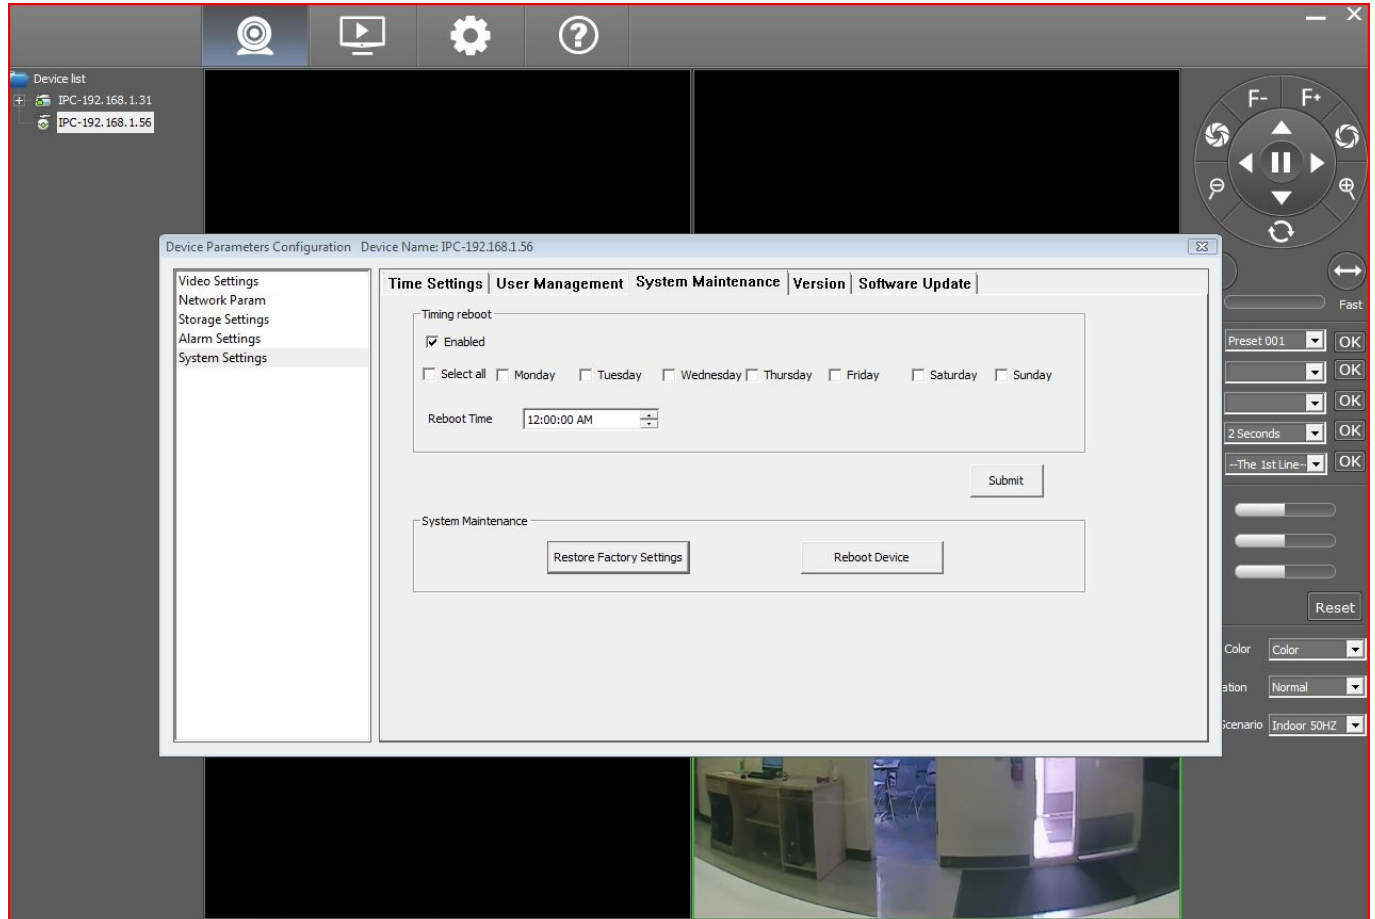 Device list
IPC-192.168.1.31
IPC-192.168.1.56
F- F+
Device Parameters Configuration Device Name: IPC-192.168.1.56
Video Settings
Network Param
Storage Settings
Alarm Settings
System Settings
Time Settings User Management System Maintenance Version Software Update
Timing reboot
Enabled
Select all Monday Tuesday Wednesday Thursday Friday Saturday Sunday
Reboot Time 12:00:00 AM
Submit
System Maintenance
Restore Factory Settings Reboot Device
Fast
Preset 001 OK
OK
OK
2 Seconds OK
--The 1st Line-- OK
Reset
Color Color
ation Normal
Scenario Indoor 50HZ